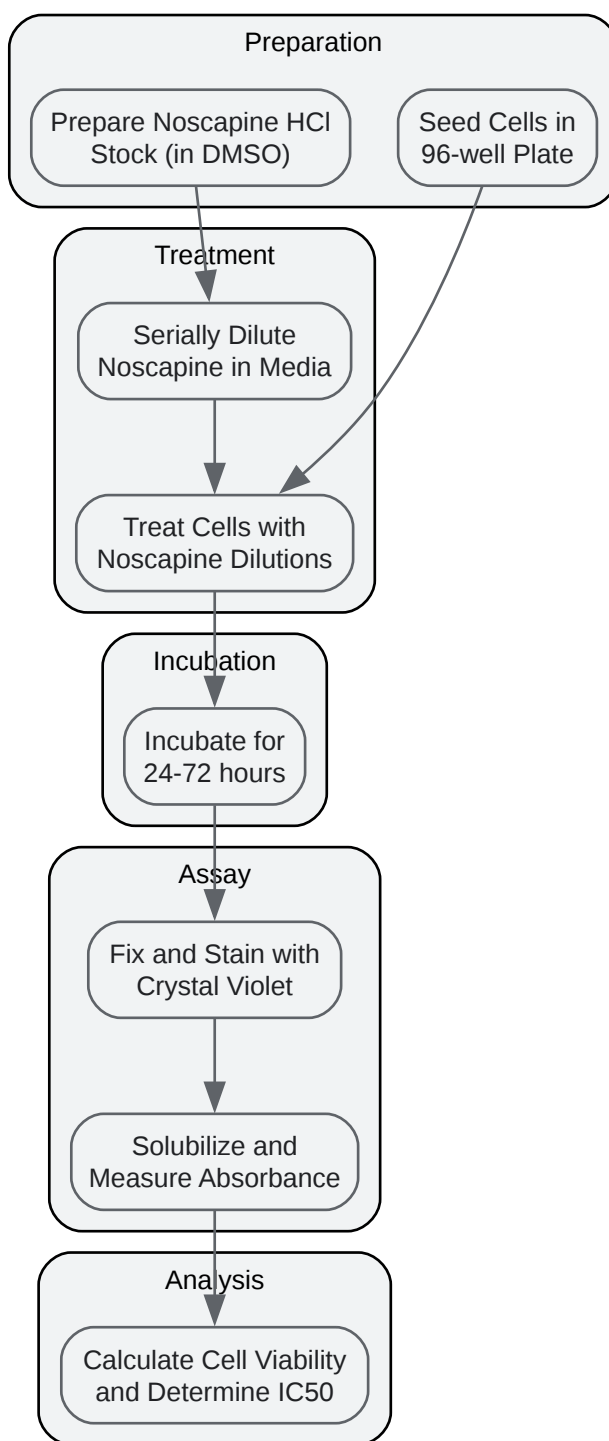 Preparation
Prepare Noscapine HCl
Stock (in DMSO)
Seed Cells in
96-well Plate
Treatment
Serially Dilute
Noscapine in Media
Treat Cells with
Noscapine Dilutions
Incubation
Incubate for
24-72 hours
Assay
Fix and Stain with
Crystal Violet
Solubilize and
Measure Absorbance
Analysis
Calculate Cell Viability
and Determine IC50